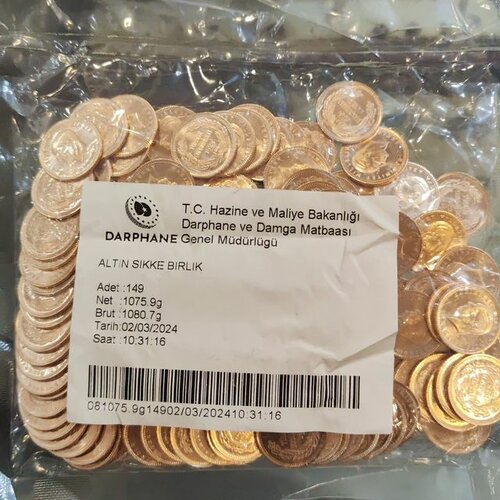 T.C. Hazine ve Maliye Bakanlığı
Darphane ve Damga Matbaası
DARPHANE Genel Müdürlüğü
ALTIN SIKKE BIRLIK
Adet :149
Net :1075.9g
Brut :1080.7g
Tarih:02/03/2024
Saat :10:31:16
081075.9g14902/03/202410:31:16